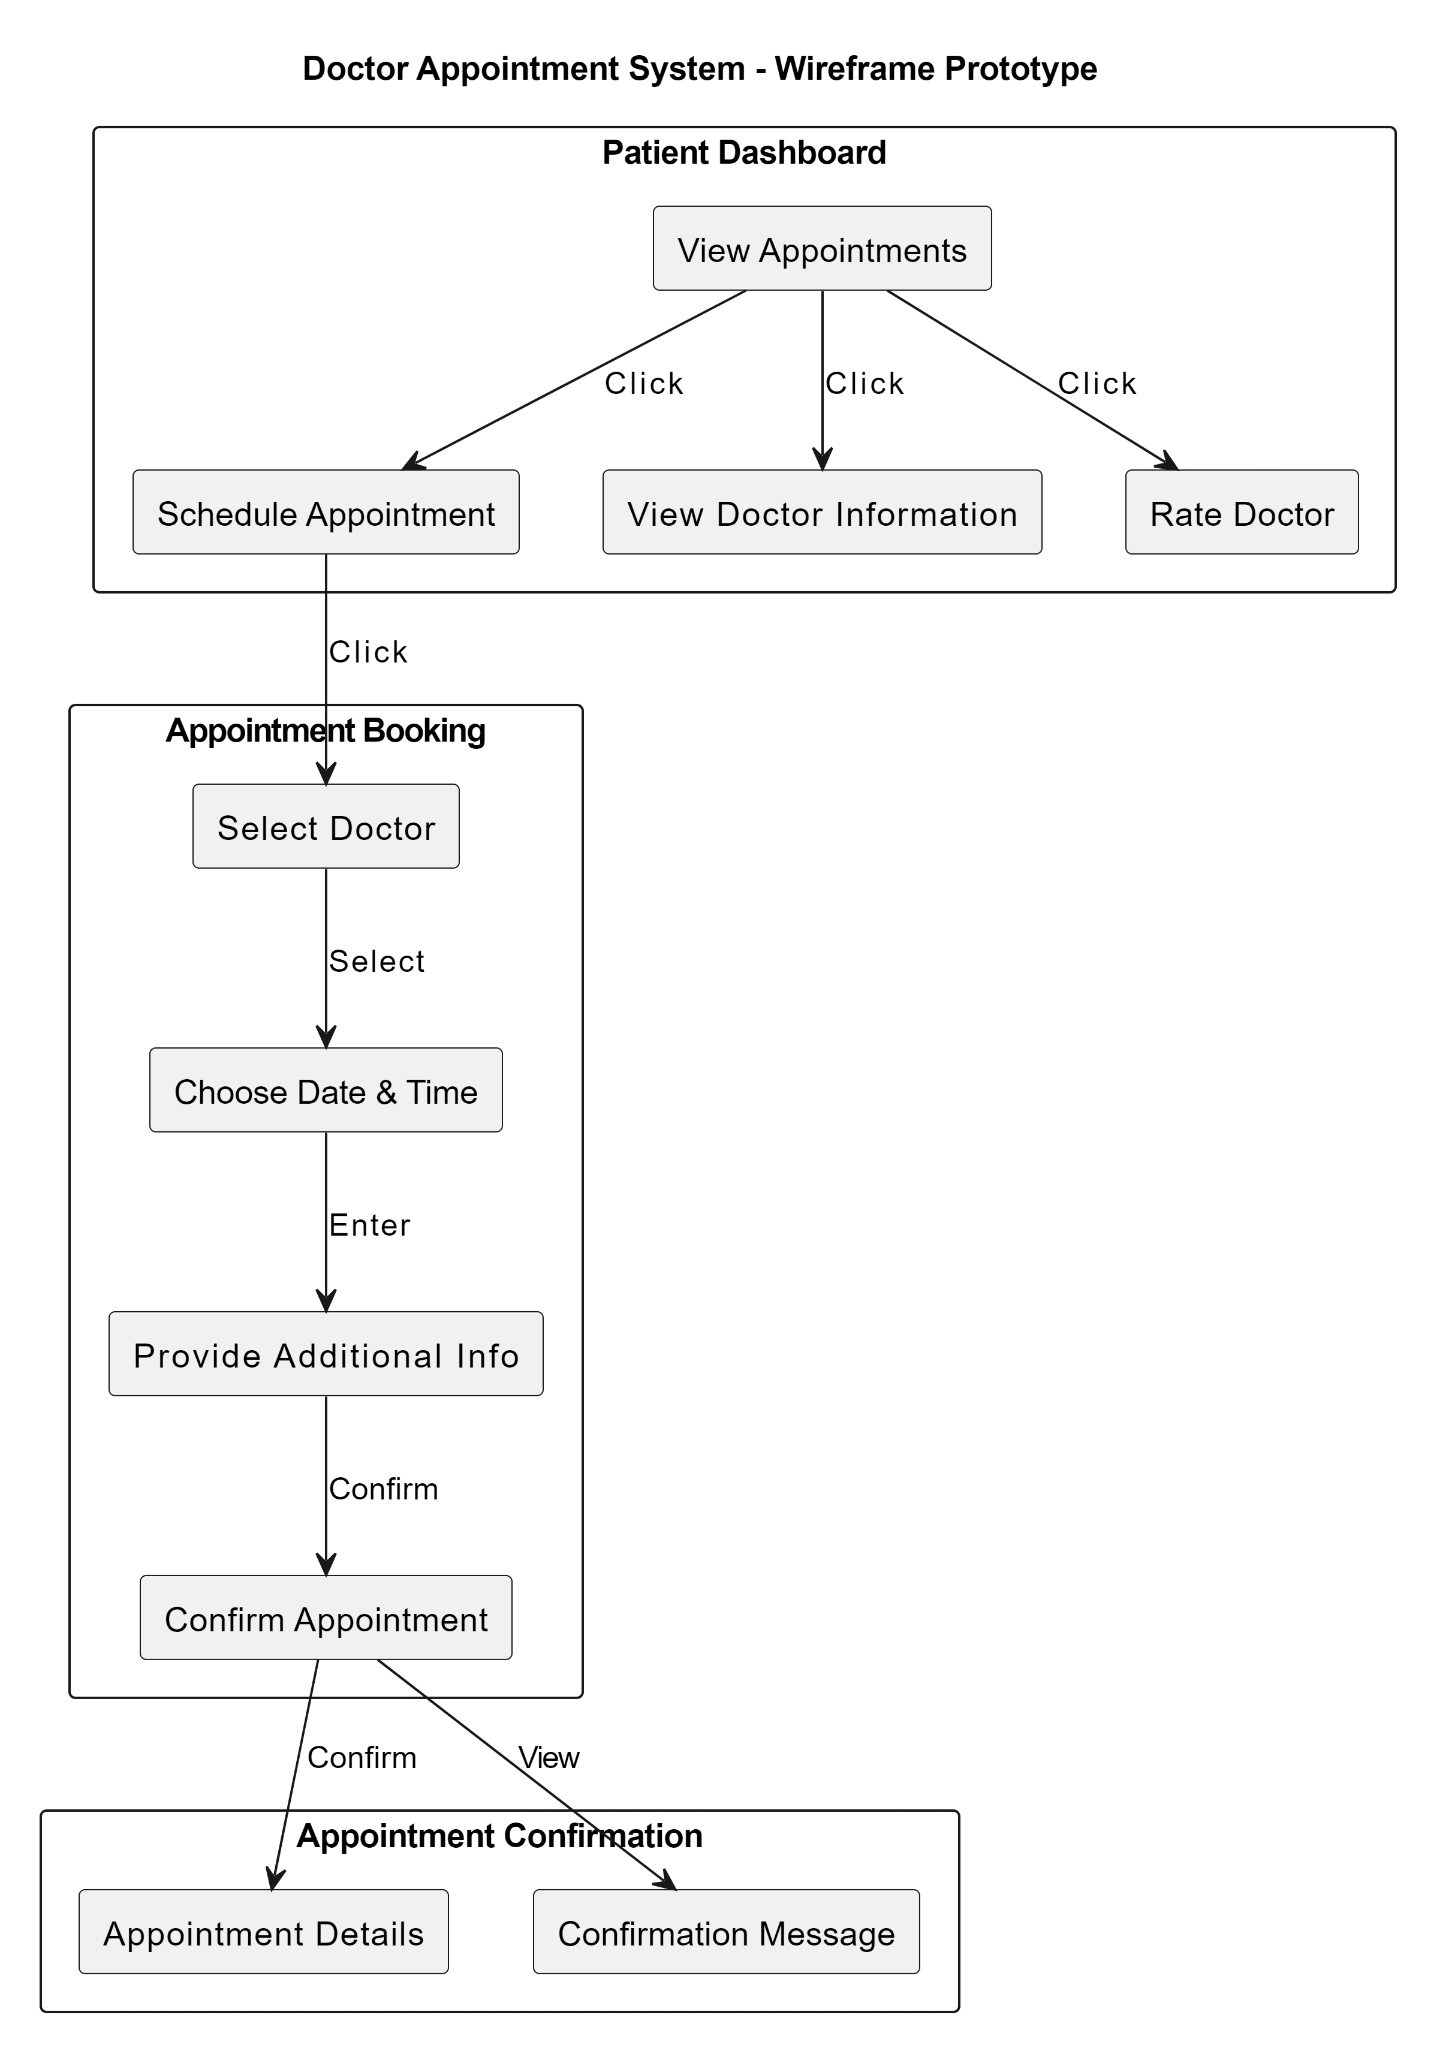 Doctor Appointment System - Wireframe Prototype
Patient Dashboard
View Appointments
Click
Click
Click
Schedule Appointment
View Doctor Information
Rate Doctor
Click
Appointment Booking
Select Doctor
Select
Choose Date & Time
Enter
Provide Additional Info
Confirm
Confirm Appointment
Confirm
View
Appointment Confirmation
Appointment Details
Confirmation Message